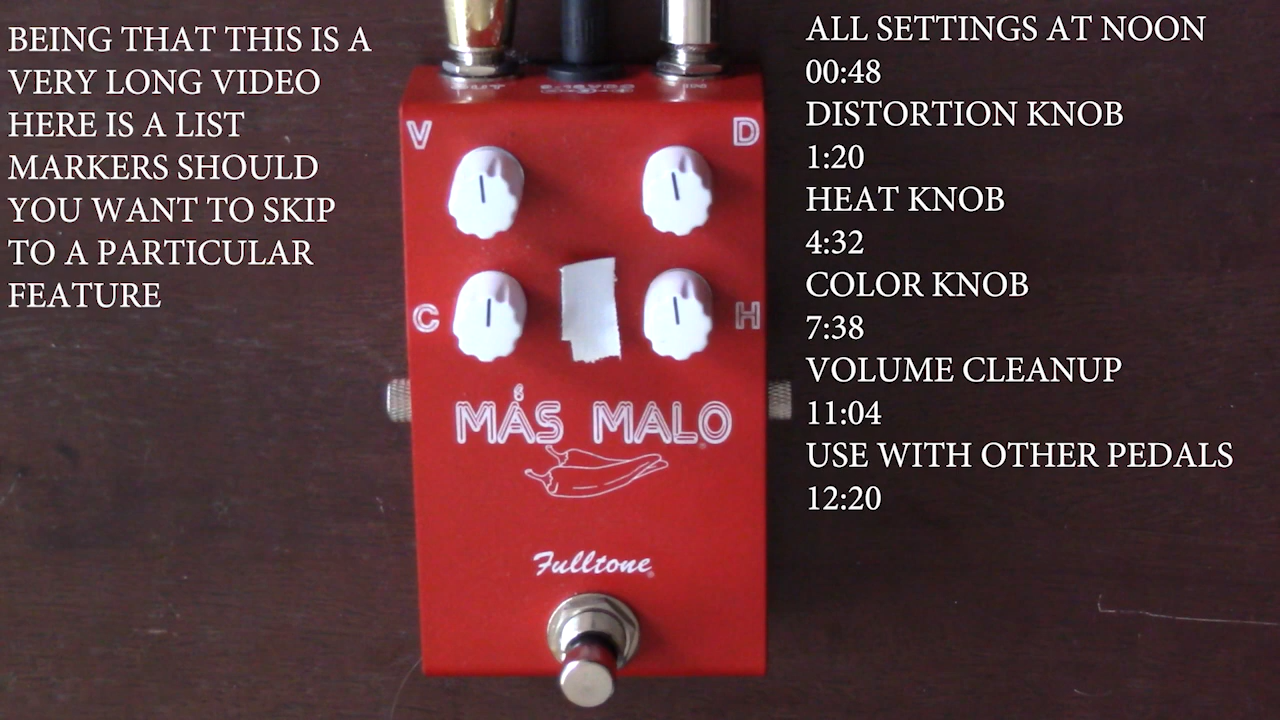 BEING THAT THIS IS A
VERY LONG VIDEO
HERE IS A LIST
MARKERS SHOULD
YOU WANT TO SKIP
TO A PARTICULAR
FEATURE
V
D
C
H
MÁS MALO
Fulltone
ALL SETTINGS AT NOON
00:48
DISTORTION KNOB
1:20
HEAT KNOB
4:32
COLOR KNOB
7:38
VOLUME CLEANUP
11:04
USE WITH OTHER PEDALS
12:20